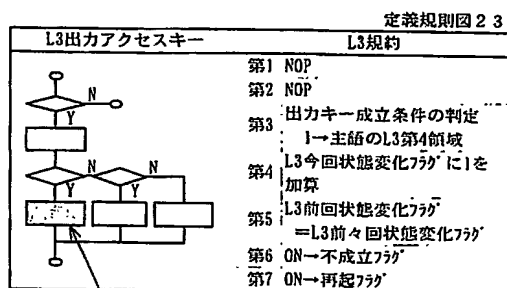 定義規則図23
L3出力アクセスキー
L3規約
N
Y
N
N
Y
Y
第1 NOP
第2 NOP
第3 出力キー成立条件の判定
1→主語のL3第4領域
第4 L3今回状態変化フラグに1を
加算
第5 L3前回状態変化フラグ
=L3前々回状態変化フラグ
第6 ON→不成立フラグ
第7 ON→再起フラグ